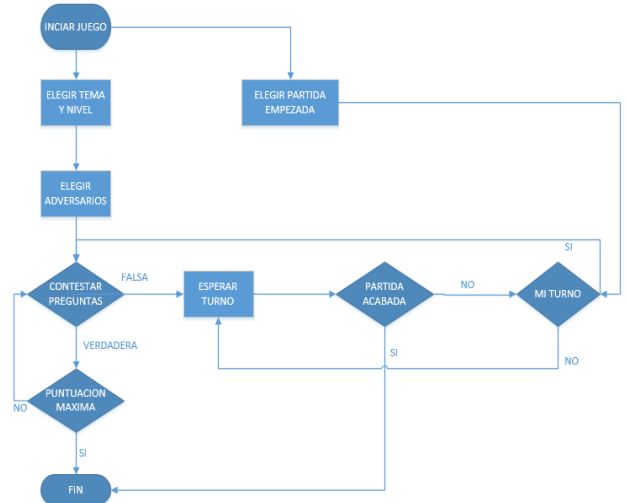 INCIAR JUEGO
ELEGIR TEMA
Y NIVEL
ELEGIR PARTIDA
EMPEZADA
ELEGIR
ADVERSARIOS
SI
CONTESTAR
PREGUNTAS
FALSA
ESPERAR
TURNO
PARTIDA
ACABADA
NO
MI TURNO
VERDADERA
SI
NO
PUNTUACION
MAXIMA
NO
SI
FIN